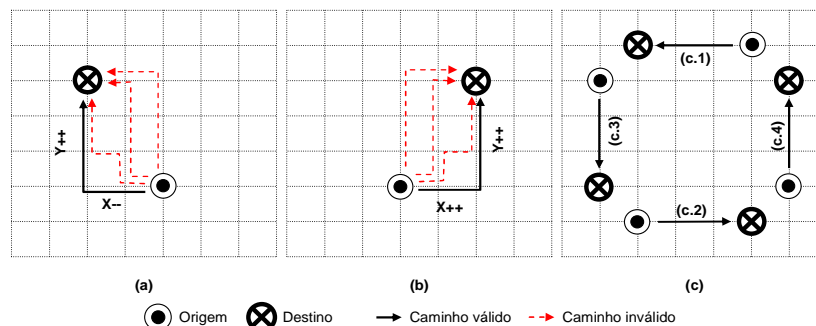 (c.1)
(c.3)
(c.4)
Y++
Y++
X--
X++
(c.2)
(a)
(b)
(c)
Origem
Destino
Caminho válido
Caminho inválido